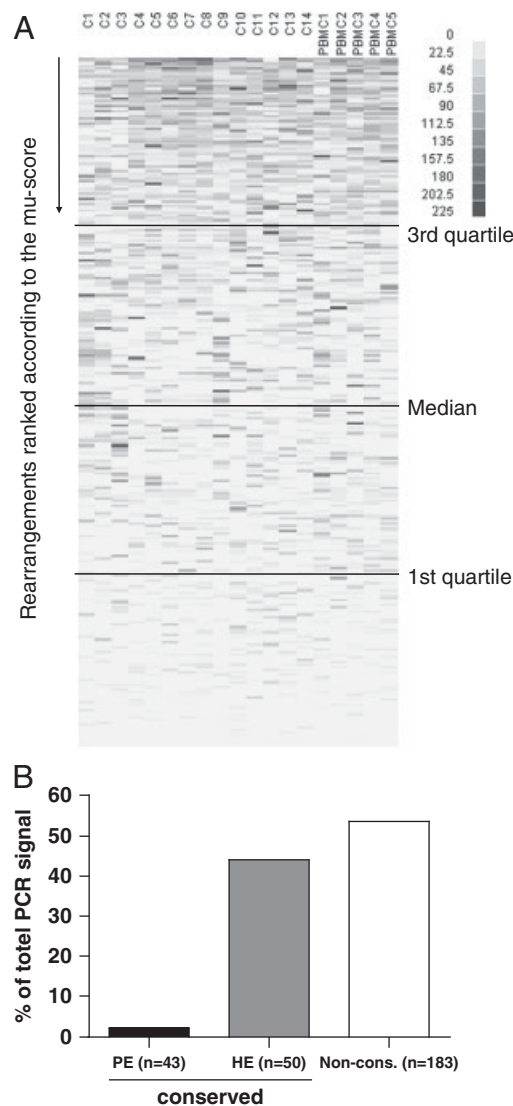 A
C1 C2 C3 C4 C5 C6 C7 C8 C9 C10 C11 C12 C13 C14 PBMC1 PBMC2 PBMC3 PBMC4 PBMC5
0
22.5
45
67.5
90
112.5
135
157.5
180
202.5
225
Rearrangements ranked according to the mu-score
3rd quartile
Median
1st quartile
B
% of totel PCR signal
60
50
40
30
20
10
0
PE (n=43) HE (n=50) Non-cons. (n=183)
conserved